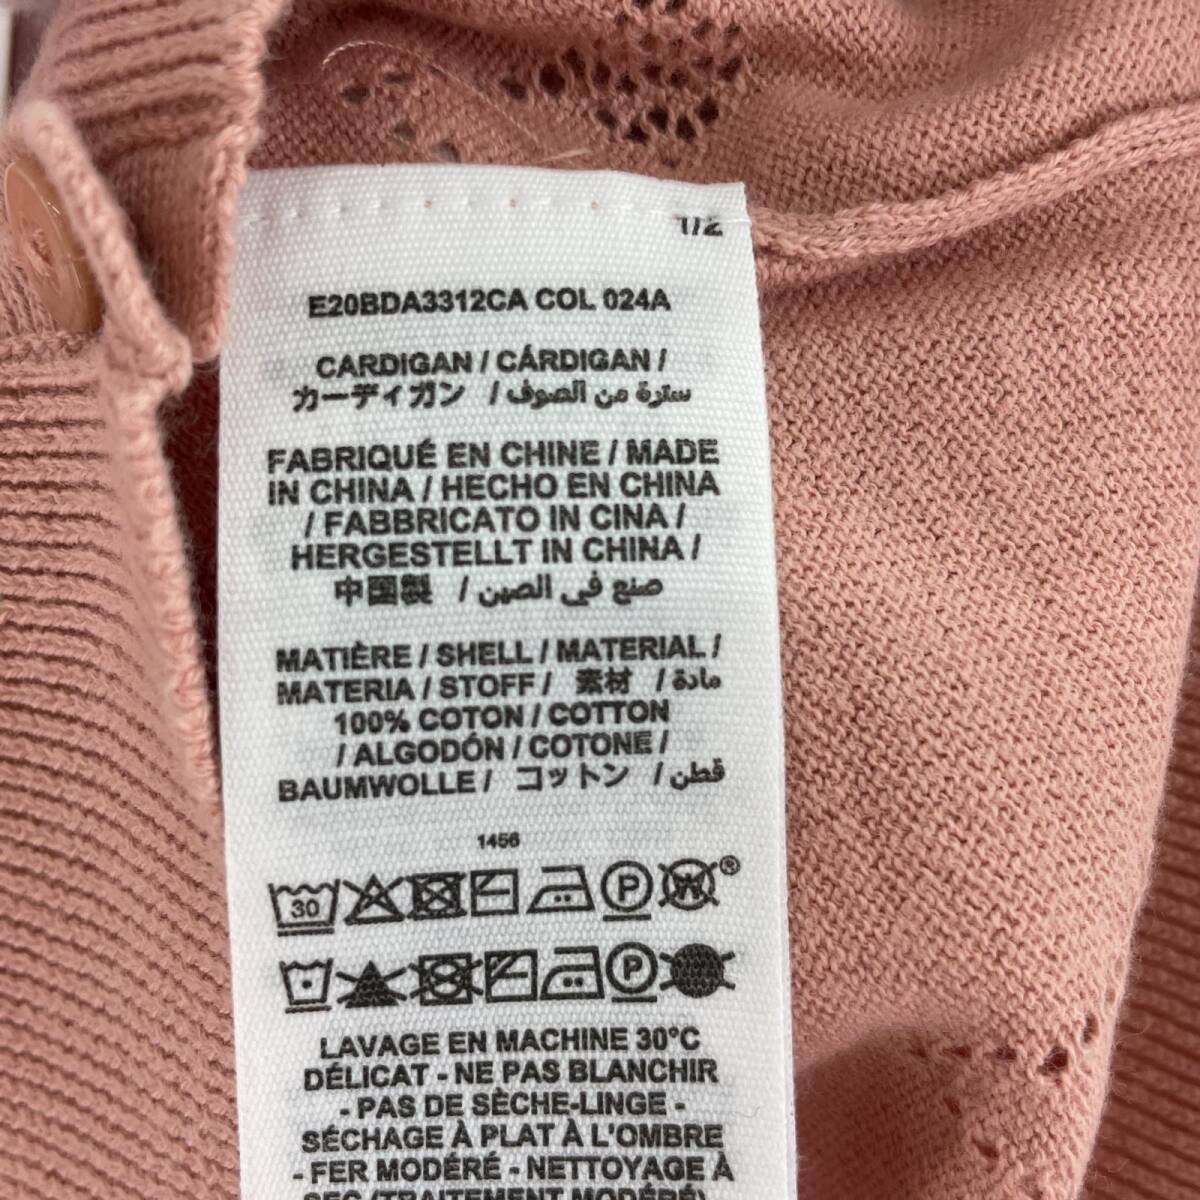 1/2
E20BDA3312CA COL 024A
CARDIGAN / CÁRDIGAN /
カーディガン / سترة من الصوف
FABRIQUÉ EN CHINE / MADE
IN CHINA / HECHO EN CHINA
/ FABBRICATO IN CINA /
HERGESTELLT IN CHINA /
中国製 / صنع في الصين
MATIÈRE / SHELL / MATERIAL /
MATERIA / STOFF / 素材 / مادة
100% COTON / COTTON
/ ALGODÓN / COTONE /
BAUMWOLLE / コットン / قطن
1456
30 P W ®
P
LAVAGE EN MACHINE 30°C
DÉLICAT - NE PAS BLANCHIR
- PAS DE SÈCHE-LINGE -
SÉCHAGE À PLAT À L'OMBRE
- FER MODÉRÉ - NETTOYAGE À
SEC (TRAITEMENT MODÉRÉ)